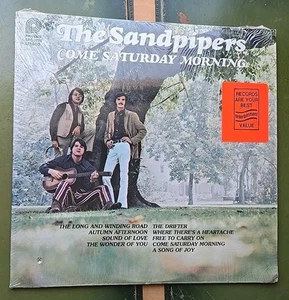 The Sandpipers
COME SATURDAY MORNING
RECORDS
ARE YOUR
BEST
VALUE
THE LONG AND WINDING ROAD
AUTUMN AFTERNOON
SOUND OF LOVE
THE WONDER OF YOU
THE DRIFTER
WHERE THERE'S A HEARTACHE
FREE TO CARRY ON
COME SATURDAY MORNING
A SONG OF JOY